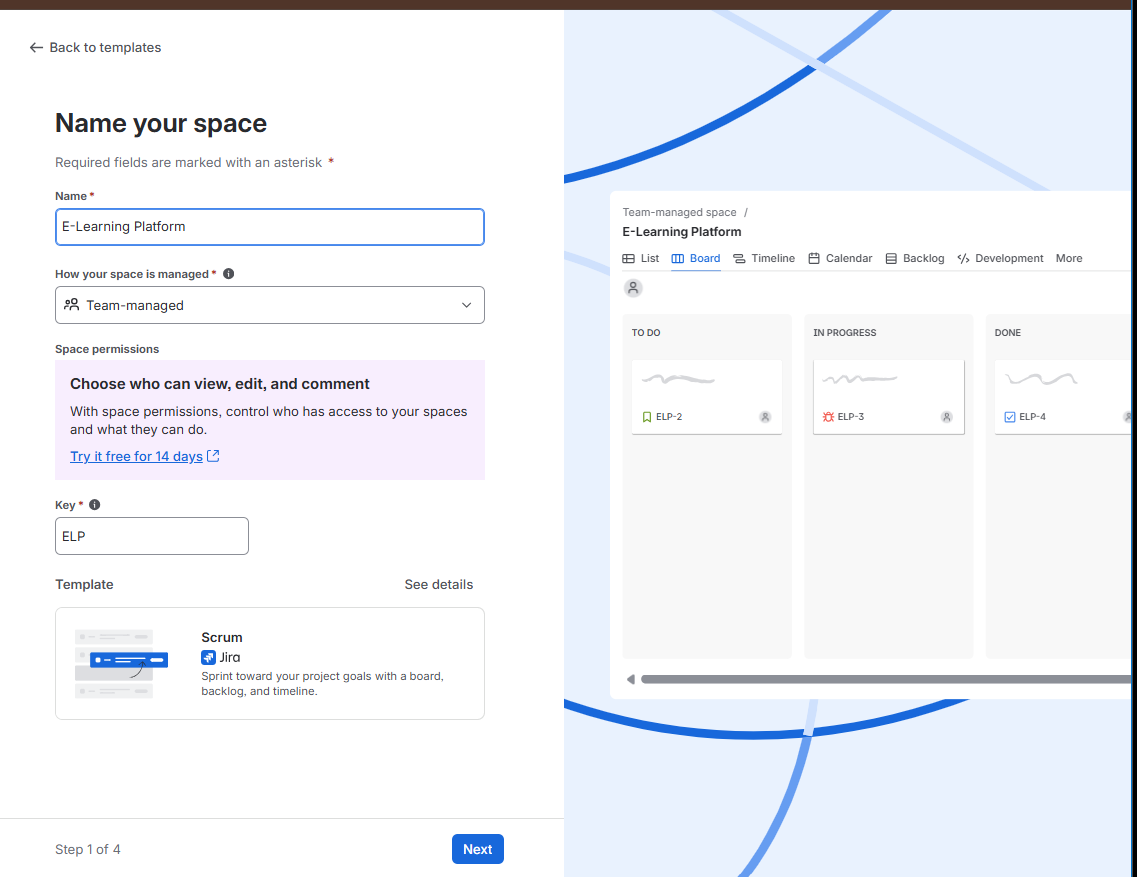 Back to templates
Name your space
Required fields are marked with an asterisk *
Name *
E-Learning Platform
How your space is managed *
Team-managed
Space permissions
Choose who can view, edit, and comment
With space permissions, control who has access to your spaces
and what they can do.
Try it free for 14 days
Key *
ELP
Template
See details
Scrum
Jira
Sprint toward your project goals with a board,
backlog, and timeline.
Step 1 of 4
Next
Team-managed space /
E-Learning Platform
List Board Timeline Calendar Backlog Development More
TO DO
ELP-2
IN PROGRESS
ELP-3
DONE
ELP-4